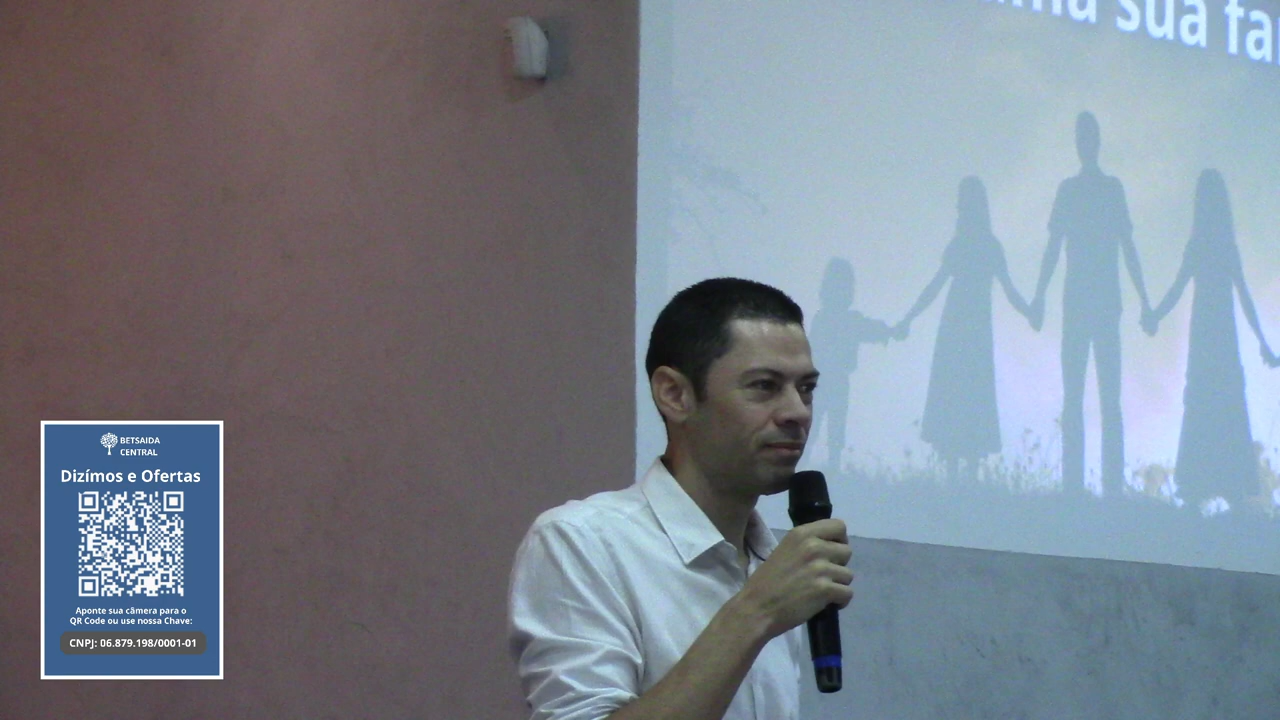 sua
BETSAIDA
CENTRAL
Dizímos e Ofertas
Aponte sua câmera para o
QR Code ou use nossa Chave:
CNPJ: 06.879.198/0001-01